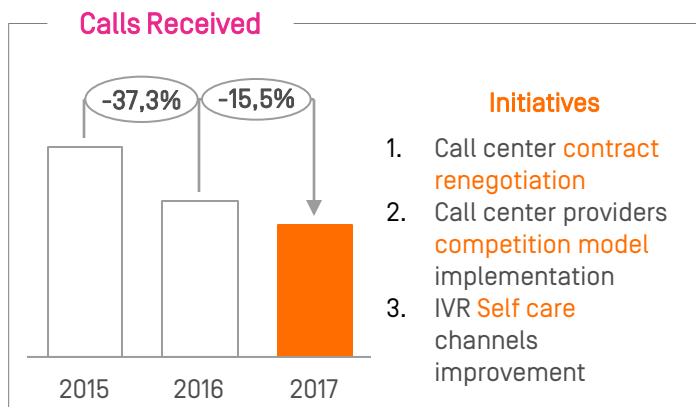 Calls Received
-37,3%
-15,5%
2015
2016
2017
Initiatives
1. Call center contract
renegotiation
2. Call center providers
competition model
implementation
3. IVR Self care
channels
improvement